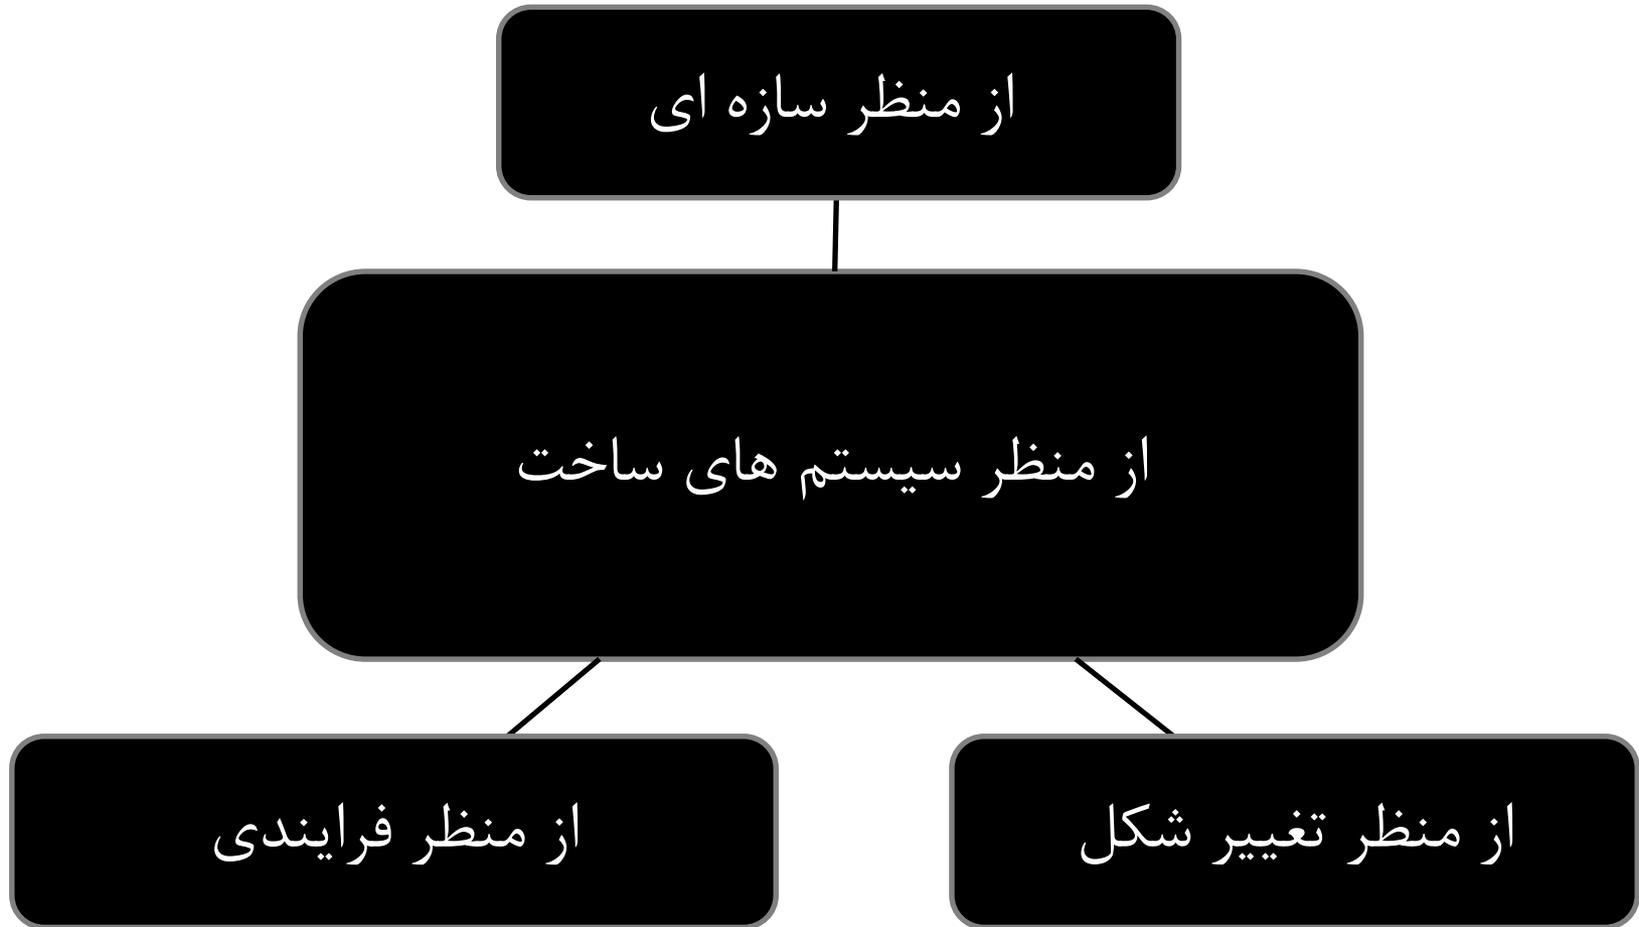 از منظر سازه ای
از منظر سیستم های ساخت
از منظر تغییر شکل
از منظر فرایندی